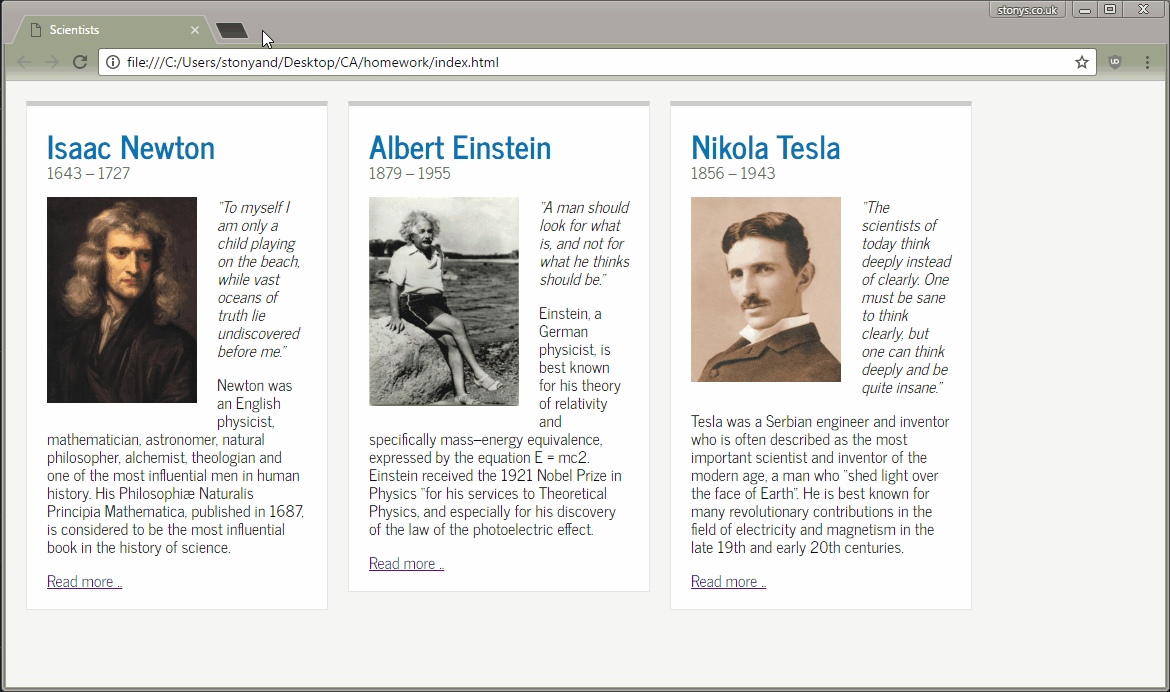 stonys.co.uk
Scientists
file:///C:/Users/stonyand/Desktop/CA/homework/index.html
UD
Isaac Newton
1643 – 1727
"To myself I
am only a
child playing
on the beach,
while vast
oceans of
truth lie
undiscovered
before me."
Newton was
an English
physicist,
mathematician, astronomer, natural
philosopher, alchemist, theologian and
one of the most influential men in human
history. His Philosophiæ Naturalis
Principia Mathematica, published in 1687,
is considered to be the most influential
book in the history of science.
Read more ..
Albert Einstein
1879 – 1955
"A man should
look for what
is, and not for
what he thinks
should be."
Einstein, a
German
physicist, is
best known
for his theory
of relativity
and
specifically mass–energy equivalence,
expressed by the equation E = mc2.
Einstein received the 1921 Nobel Prize in
Physics "for his services to Theoretical
Physics, and especially for his discovery
of the law of the photoelectric effect.
Read more ..
Nikola Tesla
1856 – 1943
"The
scientists of
today think
deeply instead
of clearly. One
must be sane
to think
clearly, but
one can think
deeply and be
quite insane."
Tesla was a Serbian engineer and inventor
who is often described as the most
important scientist and inventor of the
modern age, a man who "shed light over
the face of Earth". He is best known for
many revolutionary contributions in the
field of electricity and magnetism in the
late 19th and early 20th centuries.
Read more ..